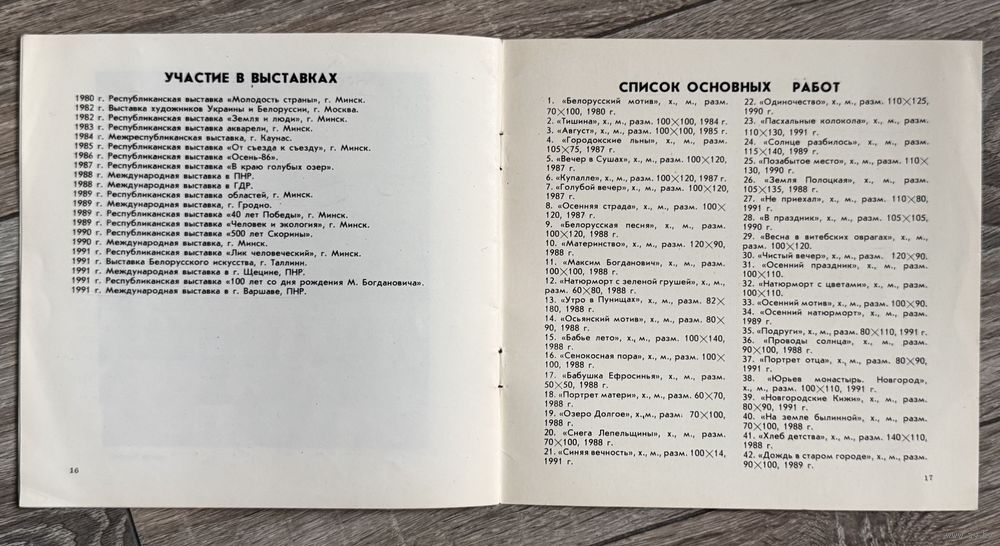 УЧАСТИЕ В ВЫСТАВКАХ
1980 г. Республиканская выставка «Молодость страны», г. Минск.
1982 г. Выставка художников Украины и Белоруссии, г. Москва.
1982 г. Республиканская выставка «Земля и люди», г. Минск.
1983 г. Республиканская выставка акварели, г. Минск.
1984 г. Межреспубликанская выставка, г. Каунас.
1985 г. Республиканская выставка «От съезда к съезду», г. Минск.
1986 г. Республиканская выставка «Осень-86».
1987 г. Республиканская выставка «В краю голубых озер».
1988 г. Международная выставка в ПНР.
1988 г. Международная выставка в ГДР.
1989 г. Республиканская выставка областей, г. Минск.
1989 г. Международная выставка, г. Гродно.
1989 г. Республиканская выставка «40 лет Победы», г. Минск.
1989 г. Республиканская выставка «Человек и экология», г. Минск.
1990 г. Республиканская выставка «500 лет Скорины».
1990 г. Международная выставка, г. Минск.
1991 г. Республиканская выставка «Лик человеческий», г. Минск.
1991 г. Выставка Белорусского искусства, г. Таллинн.
1991 г. Международная выставка в г. Щецине, ПНР.
1991 г. Республиканская выставка «100 лет со дня рождения М. Богдановича».
1991 г. Международная выставка в г. Варшаве, ПНР.
16
СПИСОК ОСНОВНЫХ РАБОТ
1. «Белорусский мотив», х., м., разм.
70×100, 1980 г.
2. «Тишина», х., м., разм. 100×100, 1984 г.
3. «Август», х., м., разм. 100×100, 1985 г.
4. «Городокские льны», х., м., разм.
105×75, 1987 г.
5. «Вечер в Сушах», х., м., разм. 100×120,
1987 г.
6. «Купалле», х., м., разм. 100×120, 1987 г.
7. «Голубой вечер», х., м., разм. 100×120,
1987 г.
8. «Осенняя страда», х., м., разм. 100×
120, 1987 г.
9. «Белорусская песня», х., м., разм.
100×120, 1988 г.
10. «Материнство», х., м., разм. 120×90,
1988 г.
11. «Максим Богданович», х., м., разм.
100×100, 1988 г.
12. «Натюрморт с зеленой грушей», х., м.,
разм. 60×80, 1988 г.
13. «Утро в Пунищах», х., м., разм. 82×
180, 1988 г.
14. «Осьянский мотив», х., м., разм. 80×
90, 1988 г.
15. «Бабье лето», х., м., разм. 100×140,
1988 г.
16. «Сенокосная пора», х., м., разм. 100×
100, 1988 г.
17. «Бабушка Ефросинья», х., м., разм.
50×50, 1988 г.
18. «Портрет матери», х., м., разм. 60×70,
1988 г.
19. «Озеро Долгое», х.,м., разм. 70×100,
1988 г.
20. «Снега Лепельщины», х., м., разм.
70×100, 1988 г.
21. «Синяя вечность», х., м., разм. 100×14,
1991 г.
22. «Одиночество», х., м., разм. 110×125,
1990 г.
23. «Пасхальные колокола», х., м., разм.
110×130, 1991 г.
24. «Солнце разбилось», х., м., разм.
115×140, 1989 г.
25. «Позабытое место», х., м., разм. 110×
130, 1990 г.
26. «Земля Полоцкая», х., м., разм.
105×135, 1988 г.
27. «Не приехал», х., м., разм. 110×80,
1991 г.
28. «В праздник», х., м., разм. 105×105,
1990 г.
29. «Весна в витебских оврагах», х., м.,
разм. 100×120.
30. «Чистый вечер», х., м., разм. 120×90.
31. «Осенний праздник», х., м., разм.
100×110.
32. «Натюрморт с цветами», х., м., разм.
100×110.
33. «Осенний мотив», х., м., разм. 100×90.
34. «Осенний натюрморт», х., м., разм.
1989 г.
35. «Подруги», х., м., разм. 80×110, 1991 г.
36. «Проводы солнца», х., м., разм.
90×100, 1988 г.
37. «Портрет отца», х., м., разм. 80×90,
1991 г.
38. «Юрьев монастырь. Новгород»,
х., м., разм. 100×110, 1991 г.
39. «Новгородские Кижи», х., м., разм.
80×90, 1991 г.
40. «На земле былинной», х., м., разм.
70×100, 1988 г.
41. «Хлеб детства», х., м., разм. 140×110,
1988 г.
42. «Дождь в старом городе», х., м., разм.
90×100, 1989 г.
17